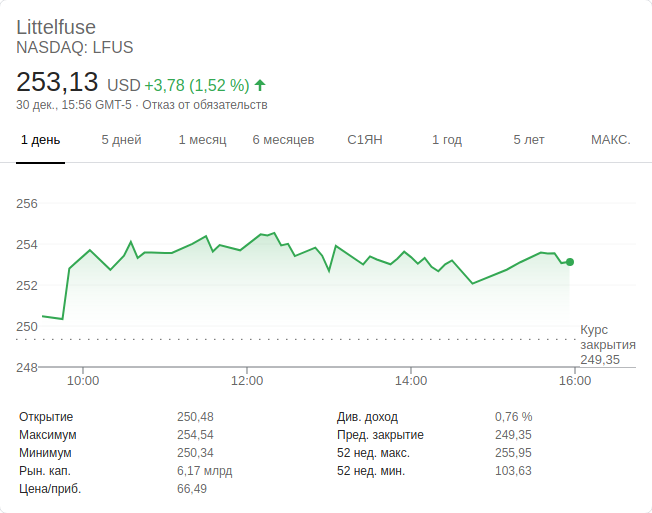 Littelfuse
NASDAQ: LFUS
253,13 USD +3,78 (1,52 %)
30 дек., 15:56 GMT-5 · Отказ от обязательств
1 день 5 дней 1 месяц 6 месяцев С1ЯН 1 год 5 лет МАКС.
256
254
252
250
Курс
закрытия
249,35
248
10:00 12:00 14:00 16:00
Открытие 250,48
Максимум 254,54
Минимум 250,34
Рын. кап. 6,17 млрд
Цена/приб. 66,49
Див. доход 0,76 %
Пред. закрытие 249,35
52 нед. макс. 255,95
52 нед. мин. 103,63